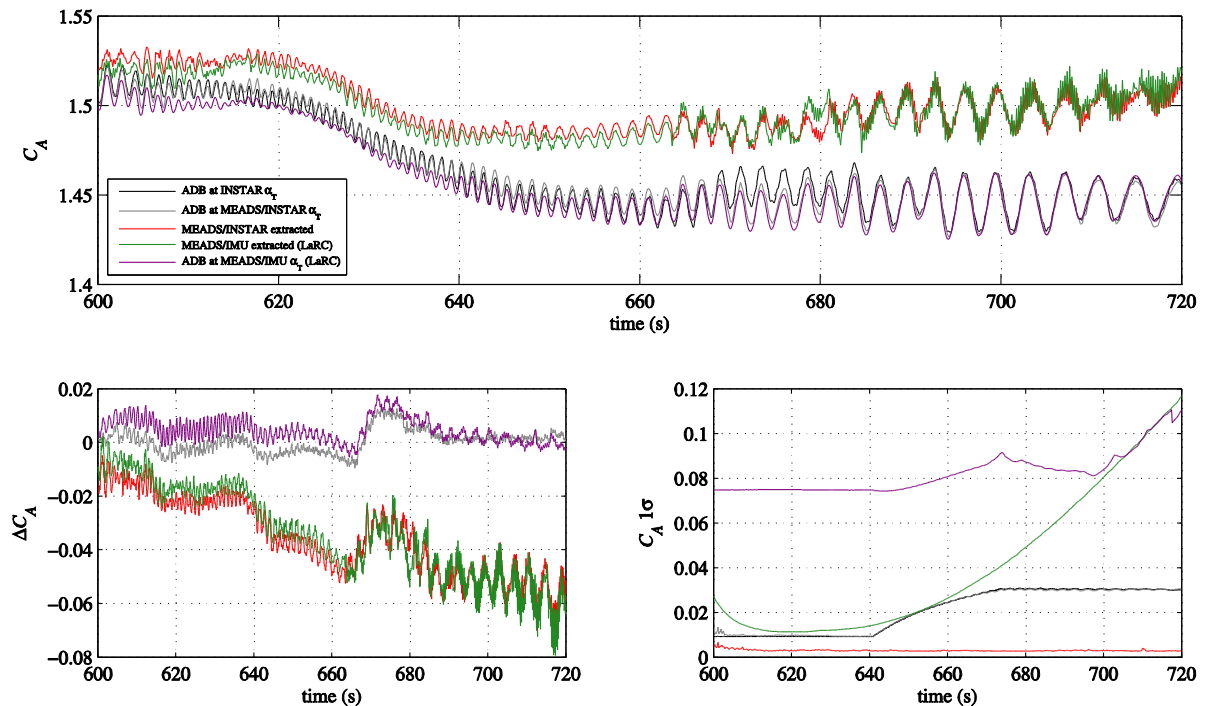 1.55
1.5
1.45
1.4
C_A
600 620 640 660 680 700 720
time (s)
ADB at INSTAR α_T
ADB at MEADS/INSTAR α_T
MEADS/INSTAR extracted
MEADS/IMU extracted (LaRC)
ADB at MEADS/IMU α_T (LaRC)
0.02
0
−0.02
−0.04
−0.06
−0.08
ΔC_A
600 620 640 660 680 700 720
time (s)
0.12
0.1
0.08
0.06
0.04
0.02
0
C_A 1σ
600 620 640 660 680 700 720
time (s)